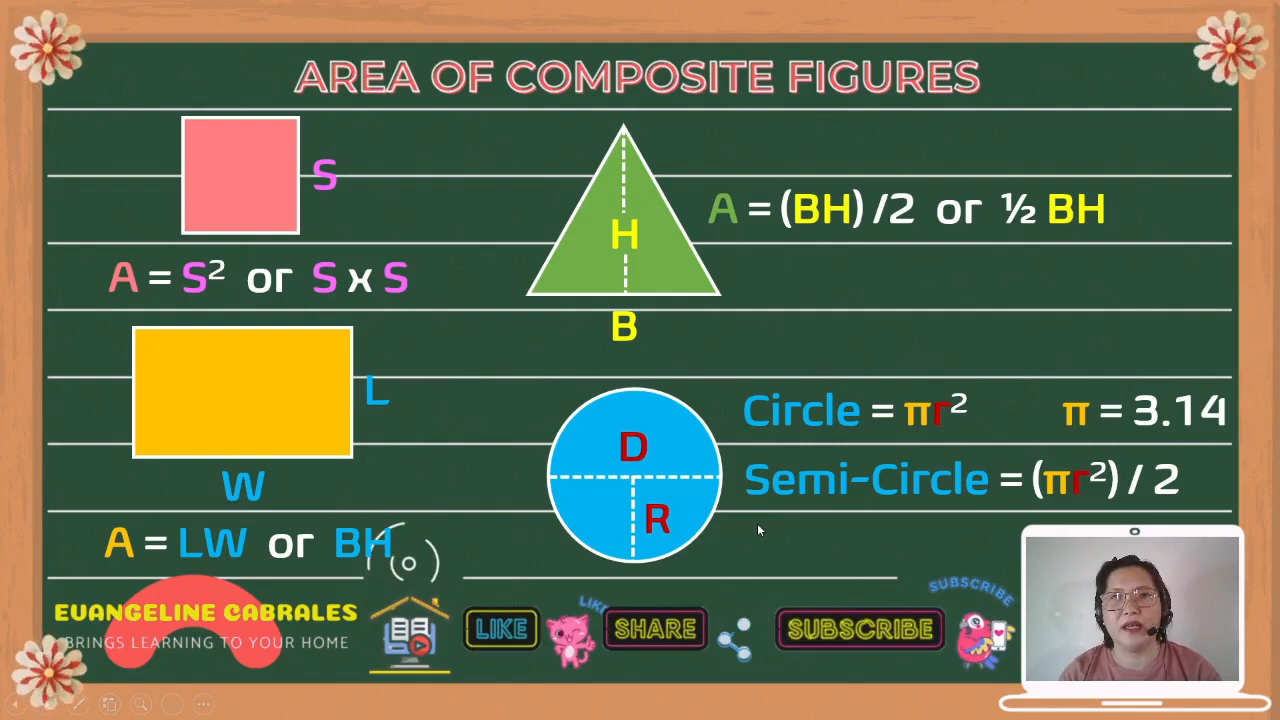 AREA OF COMPOSITE FIGURES
S
A = S² or S x S
L
W
A = LW or BH
H
B
A = (BH) /2 or ½ BH
D
R
Circle = πr² π = 3.14
Semi-Circle = (πr²) / 2
EVANGELINE CABRALES
BRINGS LEARNING TO YOUR HOME
LIKE
LIKE
SHARE
SUBSCRIBE
SUBSCRIBE